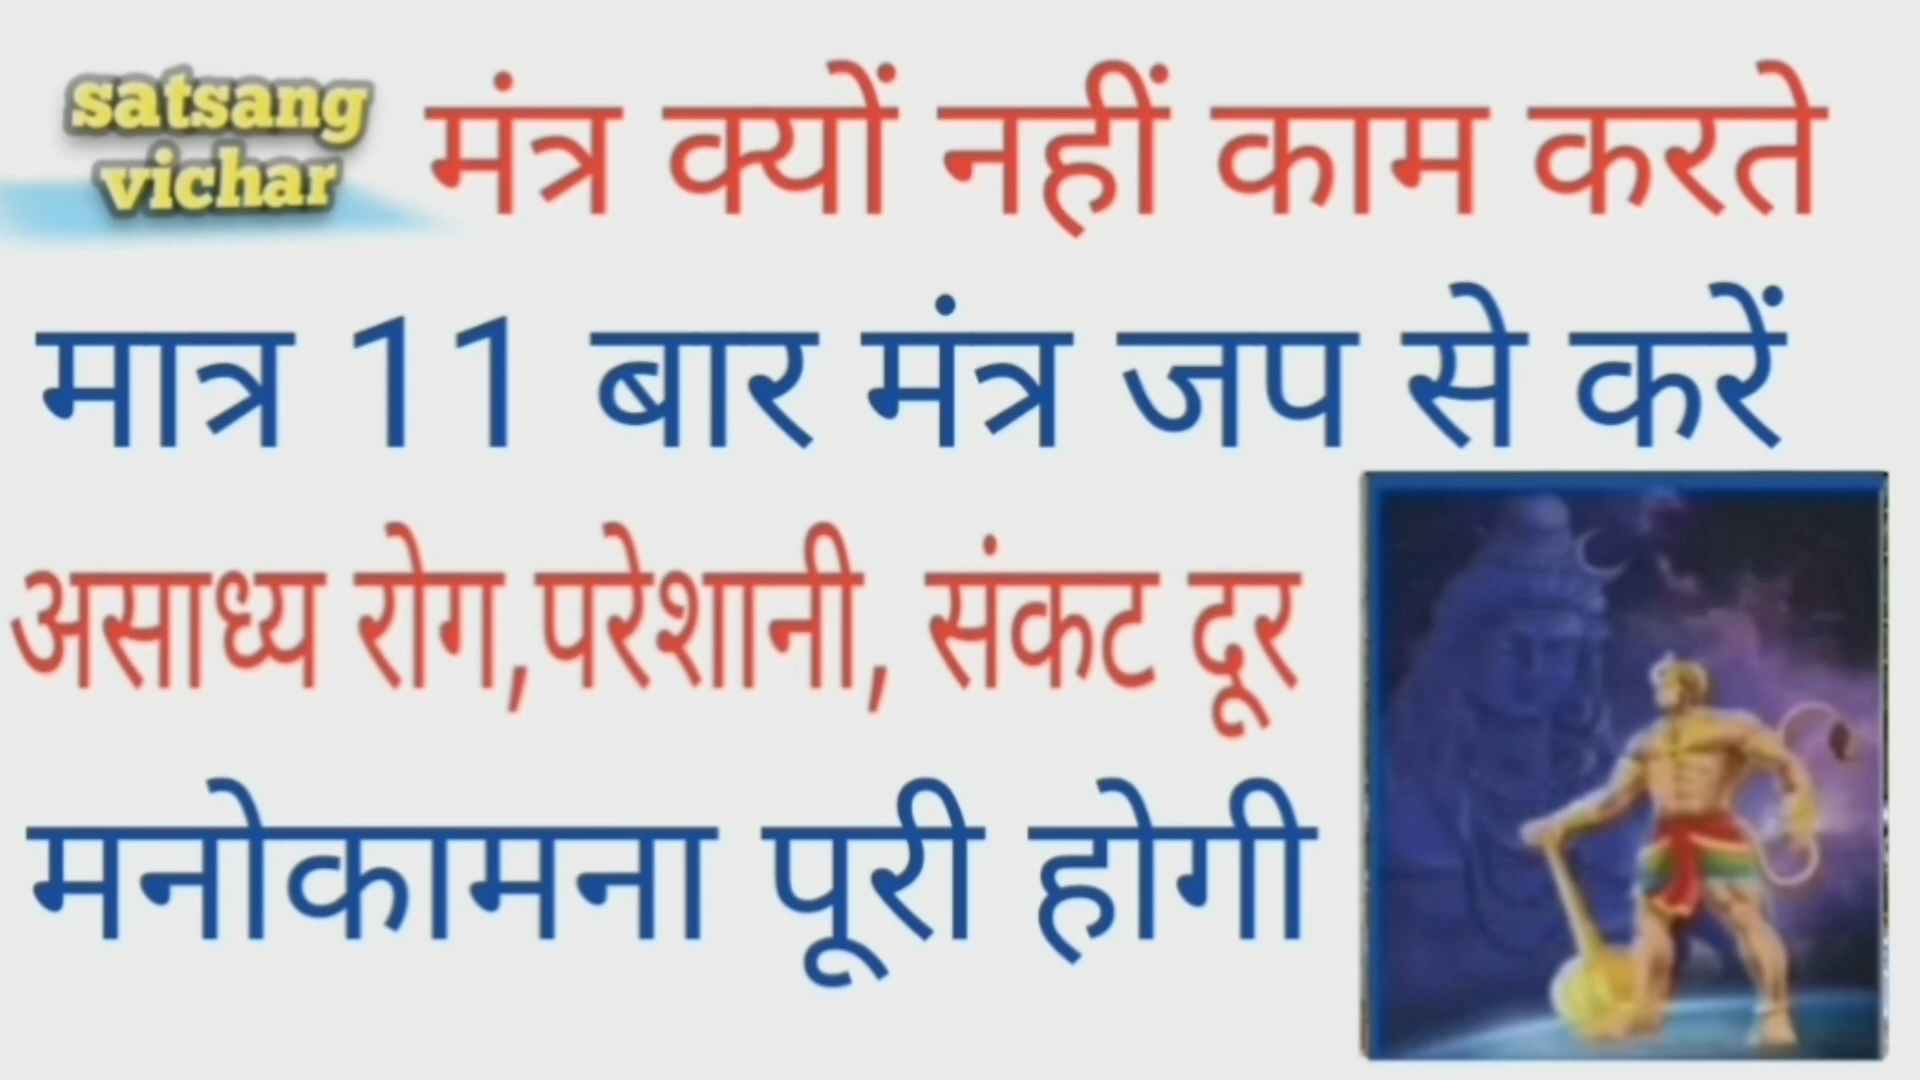 satsang
vichar
मंत्र क्यों नहीं काम करते
मात्र 11 बार मंत्र जप से करें
असाध्य रोग,परेशानी, संकट दूर
मनोकामना पूरी होगी